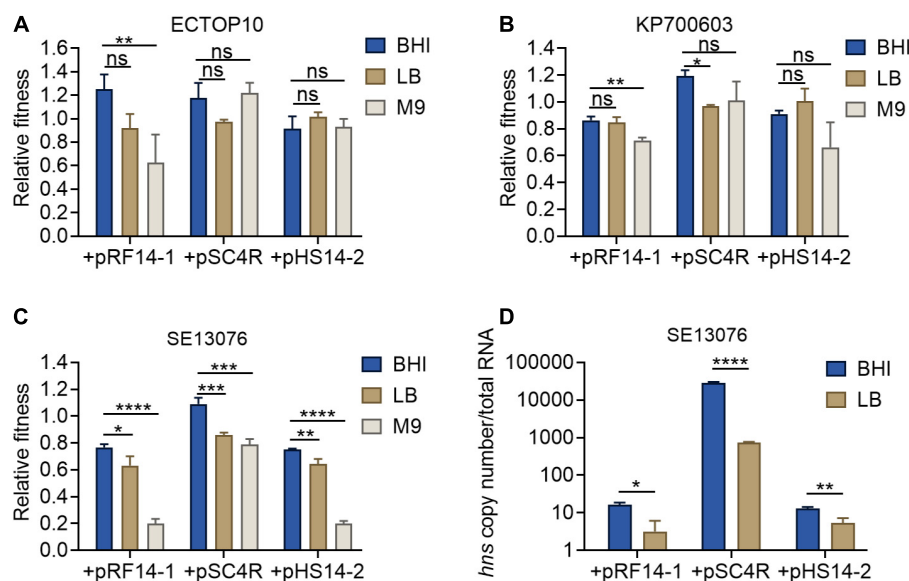 A
ECTOP10
Relative fitness
1.6
1.4
1.2
1.0
0.8
0.6
0.4
0.2
0.0
**
ns
ns
ns
ns
ns
+pRF14-1
+pSC4R
+pHS14-2
BHI
LB
M9
B
KP700603
Relative fitness
1.4
1.2
1.0
0.8
0.6
0.4
0.2
0.0
**
ns
ns
*
ns
ns
+pRF14-1
+pSC4R
+pHS14-2
BHI
LB
M9
C
SE13076
Relative fitness
1.4
1.2
1.0
0.8
0.6
0.4
0.2
0.0
****
*
***
***
****
**
+pRF14-1
+pSC4R
+pHS14-2
BHI
LB
M9
D
SE13076
hns copy number/total RNA
100000
10000
1000
100
10
1
*
****
**
+pRF14-1
+pSC4R
+pHS14-2
BHI
LB